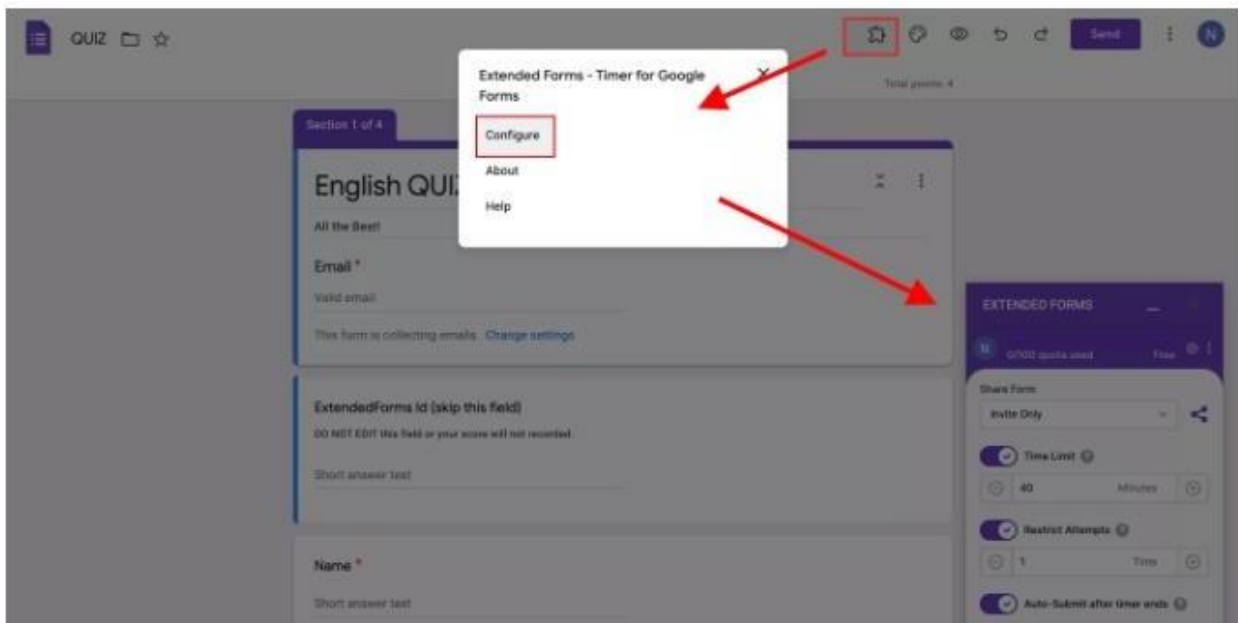 QUIZ
Send
N
Total points: 4
Extended Forms - Timer for Google
Forms
Configure
About
Help
Section 1 of 4
English QUI
All the Best!
Email *
Valid email
This form is collecting emails. Change settings
ExtendedForms Id (skip this field)
DO NOT EDIT this field or your score will not recorded.
Short answer text
Name *
Short answer text
EXTENDED FORMS
N
0/100 quota used
Free
Share Form
Invite Only
Time Limit
40 Minutes
Restrict Attempts
1 Time
Auto-Submit after timer ends